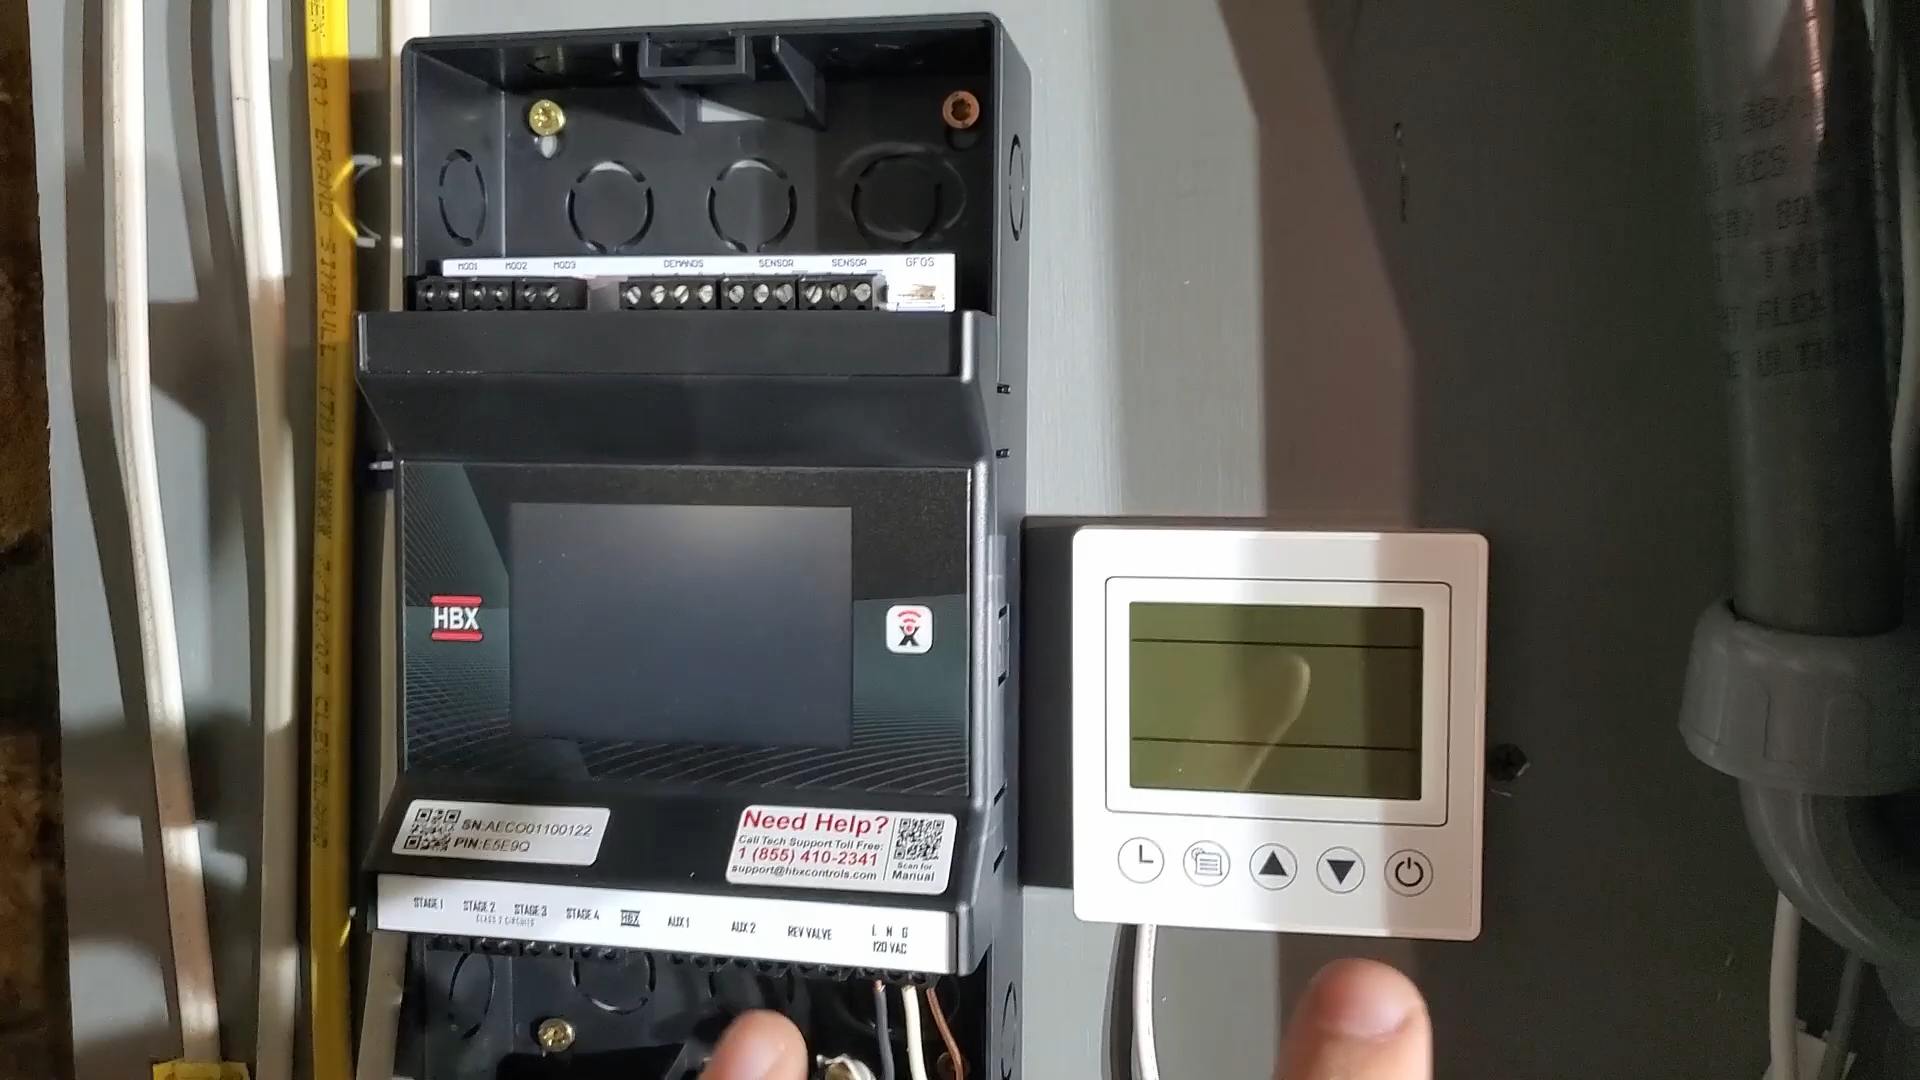 MOD1 MOD2 MOD3 DEMANDS SENSOR SENSOR GFOS
HBX
X
SN:AECO01100122
PIN:E5E9Q
Need Help?
Call Tech Support Toll Free:
1 (855) 410-2341
support@hbxcontrols.com
Scan for
Manual
STAGE 1 STAGE 2 STAGE 3 STAGE 4 HBX AUX 1 AUX 2 REV VALVE L N G
CLASS 2 CIRCUITS
120 VAC